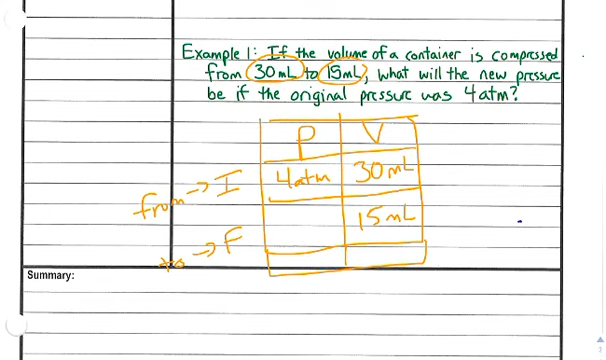 Example 1: If the volume of a container is compressed
from 30mL to 15mL, what will the new pressure
be if the original pressure was 4atm?
P V
from → I 4atm 30mL
15mL
to → F
Summary: